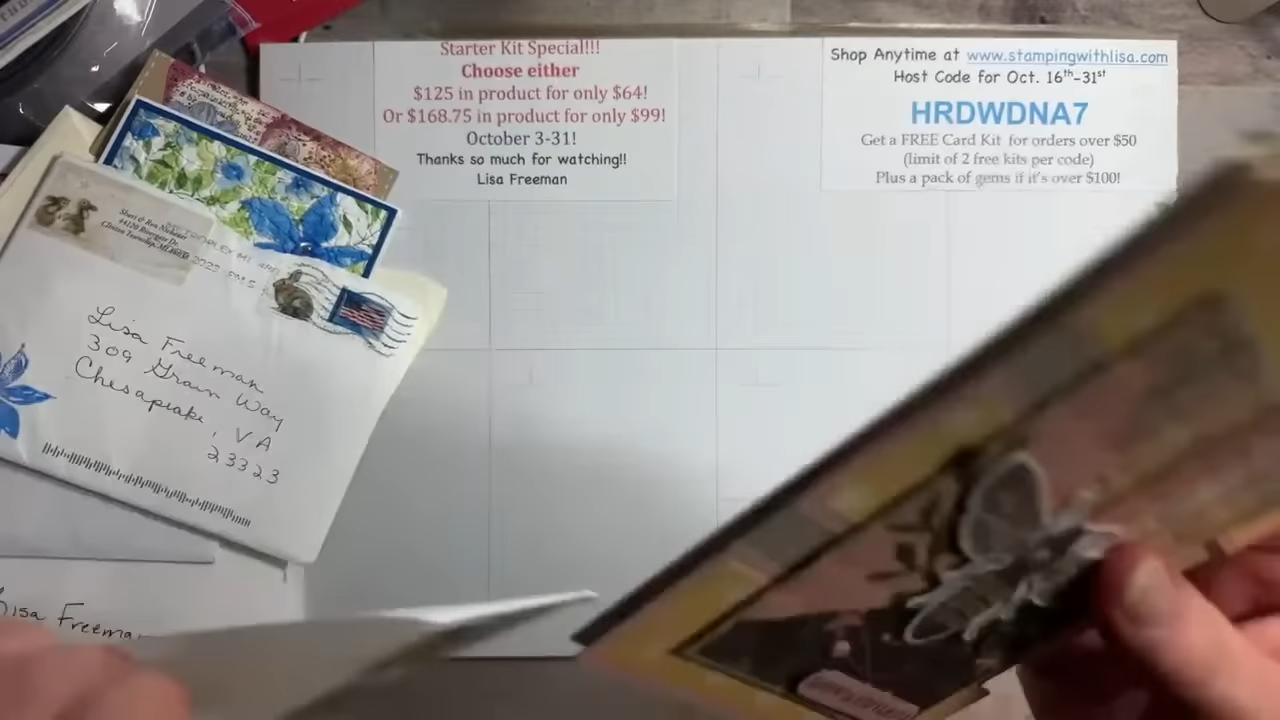 Starter Kit Special!!!
Choose either
$125 in product for only $64!
Or $168.75 in product for only $99!
October 3-31!
Thanks so much for watching!!
Lisa Freeman
Shop Anytime at www.stampingwithlisa.com
Host Code for Oct. 16th-31st
HRDWDNA7
Get a FREE Card Kit for orders over $50
(limit of 2 free kits per code)
Plus a pack of gems if it's over $100!
Lisa Freeman
309 Grain Way
Chesapeake, VA
23323
Lisa Freeman